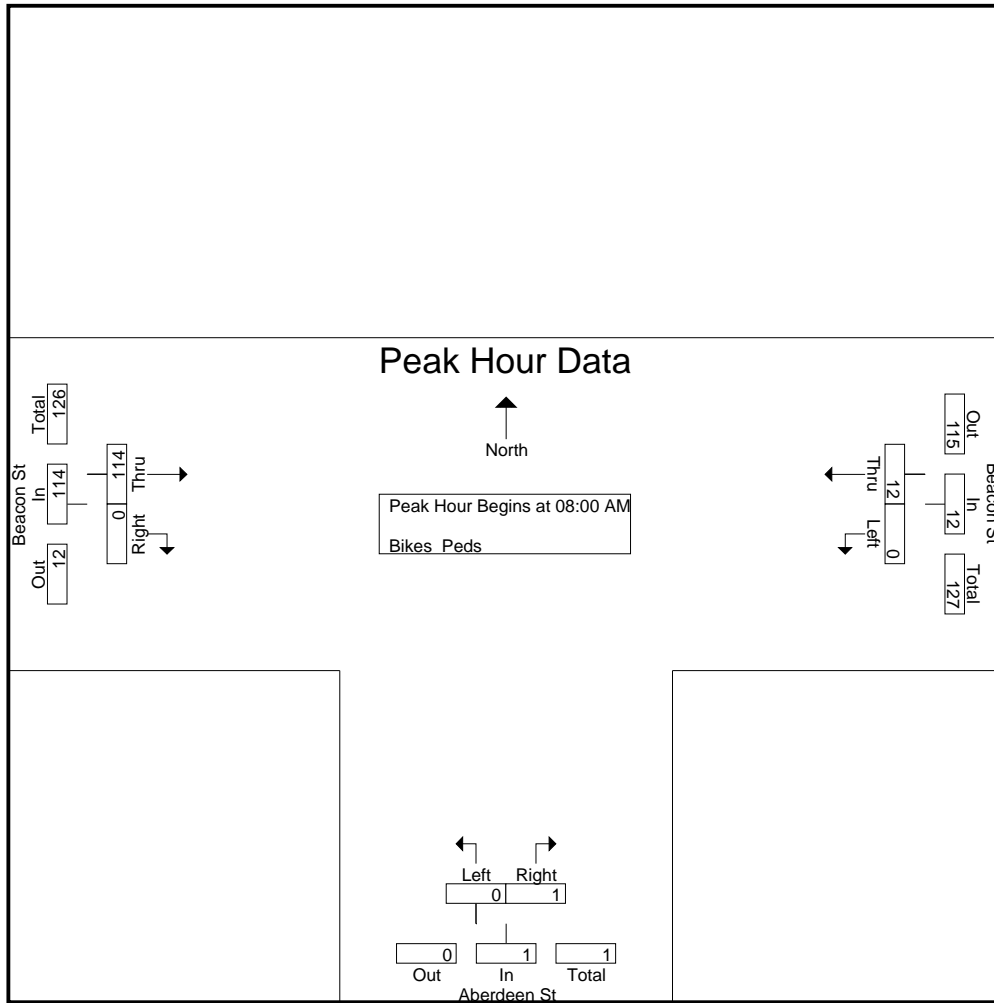 Peak Hour Data
North
Peak Hour Begins at 08:00 AM
Bikes Peds
Beacon St
Total
126
In
114
Out
12
114
Thru
0
Right
Out
115
In
12
Total
127
Beacon St
12
Thru
0
Left
Left Right
0 1
0 1 1
Out In Total
Aberdeen St